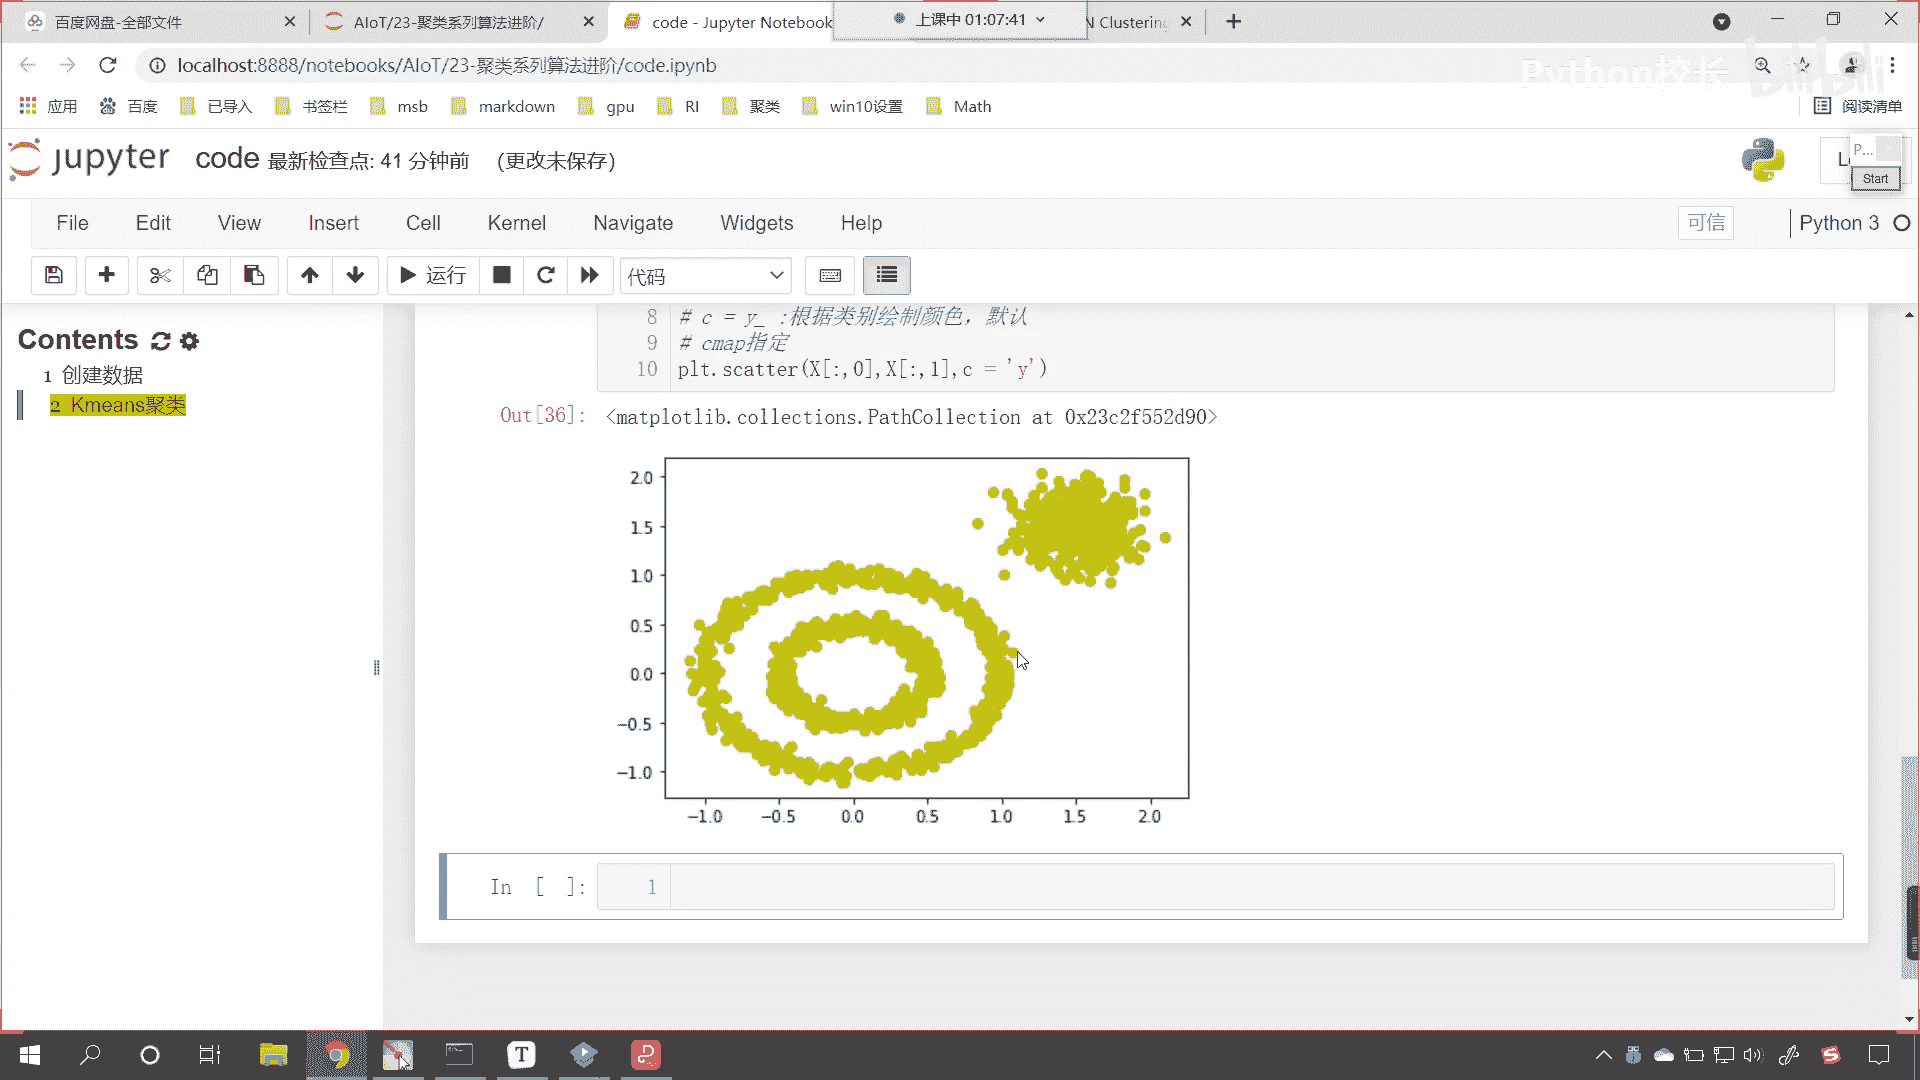 百度网盘-全部文件
AIoT/23-聚类系列算法进阶/
code - Jupyter Notebook
上课中 01:07:41
N Clustering
localhost:8888/notebooks/AIoT/23-聚类系列算法进阶/code.ipynb
Python校长
bilibili
应用 百度 已导入 书签栏 msb markdown gpu RI 聚类 win10设置 Math 阅读清单
jupyter code 最新检查点: 41 分钟前 (更改未保存)
P...
Start
File Edit View Insert Cell Kernel Navigate Widgets Help 可信 Python 3
运行 代码
Contents
1 创建数据
2 Kmeans聚类
8 # c = y_ :根据类别绘制颜色，默认
9 # cmap指定
10 plt.scatter(X[:,0],X[:,1],c = 'y')
Out[36]: <matplotlib.collections.PathCollection at 0x23c2f552d90>
2.0
1.5
1.0
0.5
0.0
−0.5
−1.0
−1.0 −0.5 0.0 0.5 1.0 1.5 2.0
In [ ]: 1